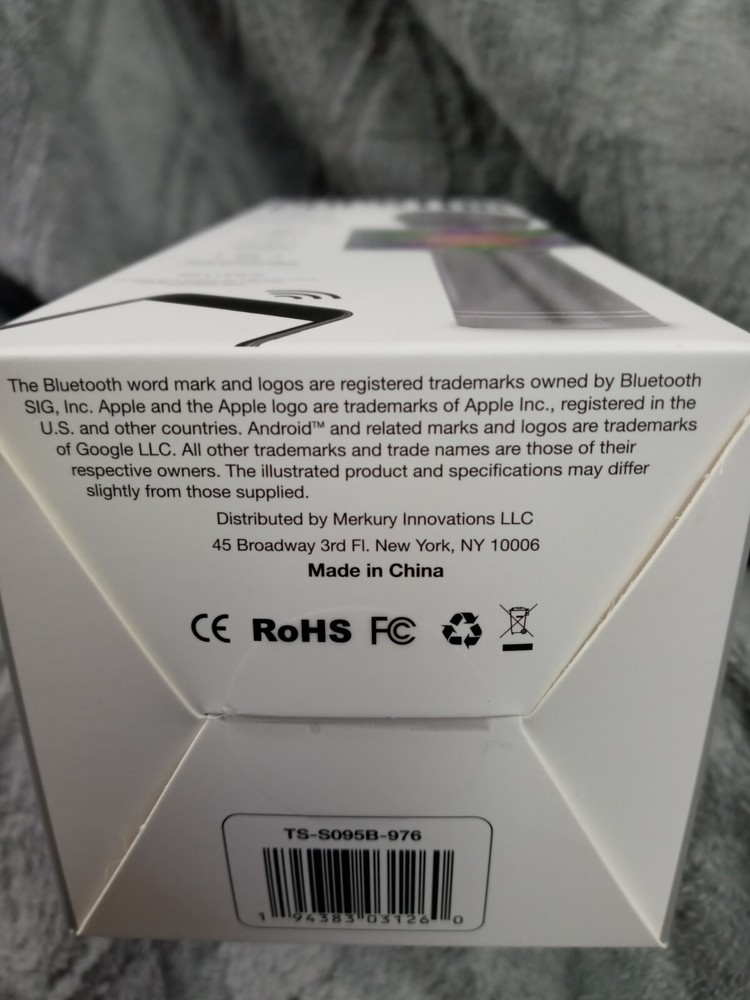 The Bluetooth word mark and logos are registered trademarks owned by Bluetooth
SIG, Inc. Apple and the Apple logo are trademarks of Apple Inc., registered in the
U.S. and other countries. Android™ and related marks and logos are trademarks
of Google LLC. All other trademarks and trade names are those of their
respective owners. The illustrated product and specifications may differ
slightly from those supplied.
Distributed by Merkury Innovations LLC
45 Broadway 3rd Fl. New York, NY 10006
Made in China
CE RoHS FC
TS-S095B-976
1 94383 03126 0